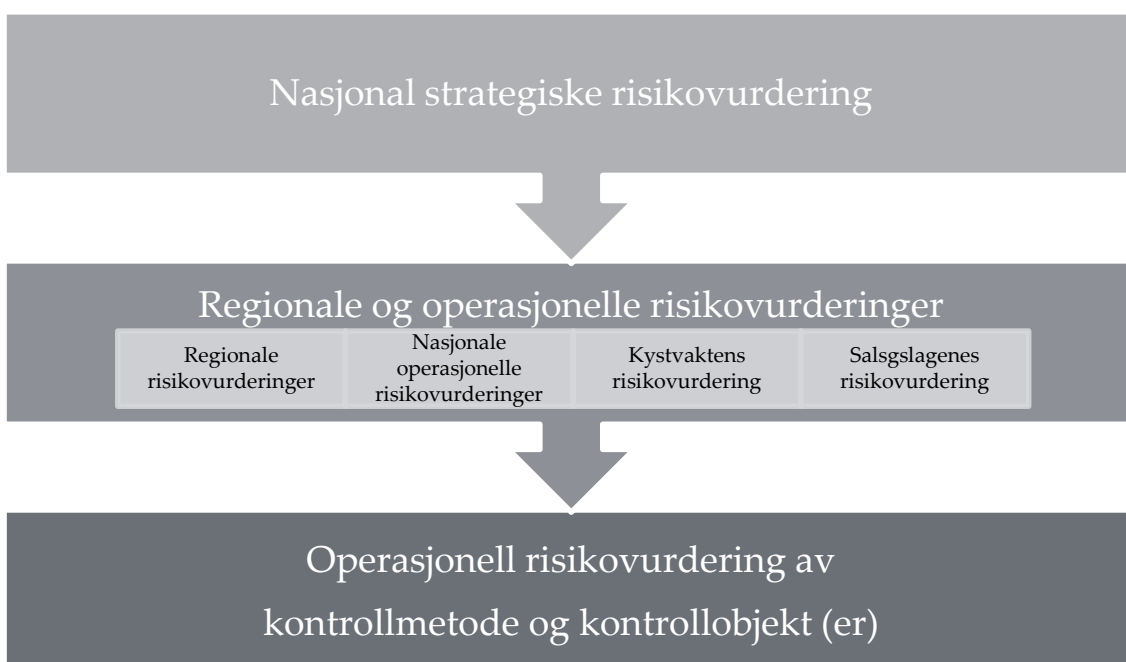 Nasjonal strategiske risikovurdering
Regionale og operasjonelle risikovurderinger
Regionale
risikovurderinger
Nasjonale
operasjonelle
risikovurderinger
Kystvaktens
risikovurdering
Salsgslagenes
risikovurdering
Operasjonell risikovurdering av
kontrollmetode og kontrollobjekt (er)